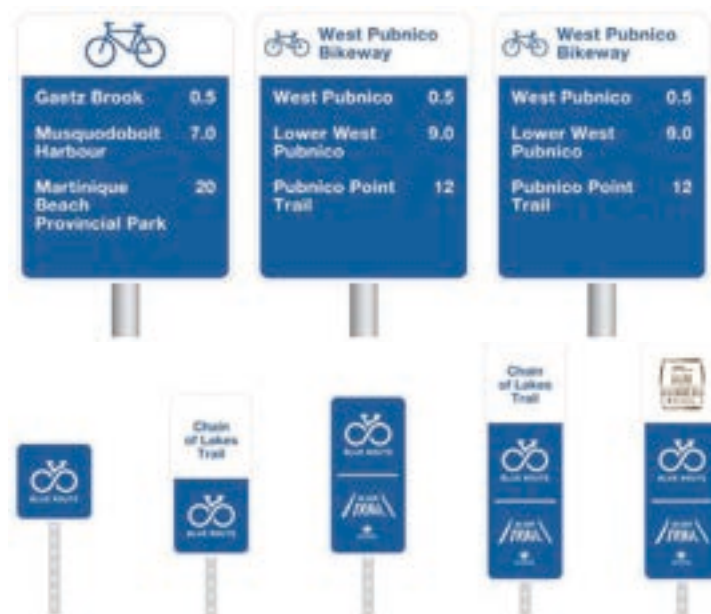 Gaetz Brook 0.5
Musquodoboit 7.0
Harbour
Martinique 20
Beach
Provincial Park
West Pubnico
Bikeway
West Pubnico 0.5
Lower West 9.0
Pubnico
Pubnico Point 12
Trail
West Pubnico
Bikeway
West Pubnico 0.5
Lower West 9.0
Pubnico
Pubnico Point 12
Trail
BLUE ROUTE
Chain
of Lakes
Trail
BLUE ROUTE
BLUE ROUTE
TRAIL
Chain
of Lakes
Trail
BLUE ROUTE
TRAIL
BLUE ROUTE
TRAIL